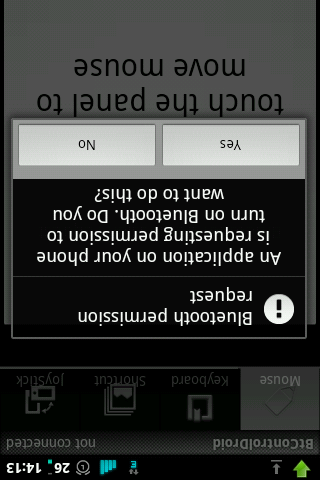 26 14:13
BtControlDroid not connected
Mouse Keyboard Shortcut JoyStick
Bluetooth permission
request
An application on your phone
is requesting permission to
turn on Bluetooth. Do you
want to do this?
Yes No
touch the panel to
move mouse